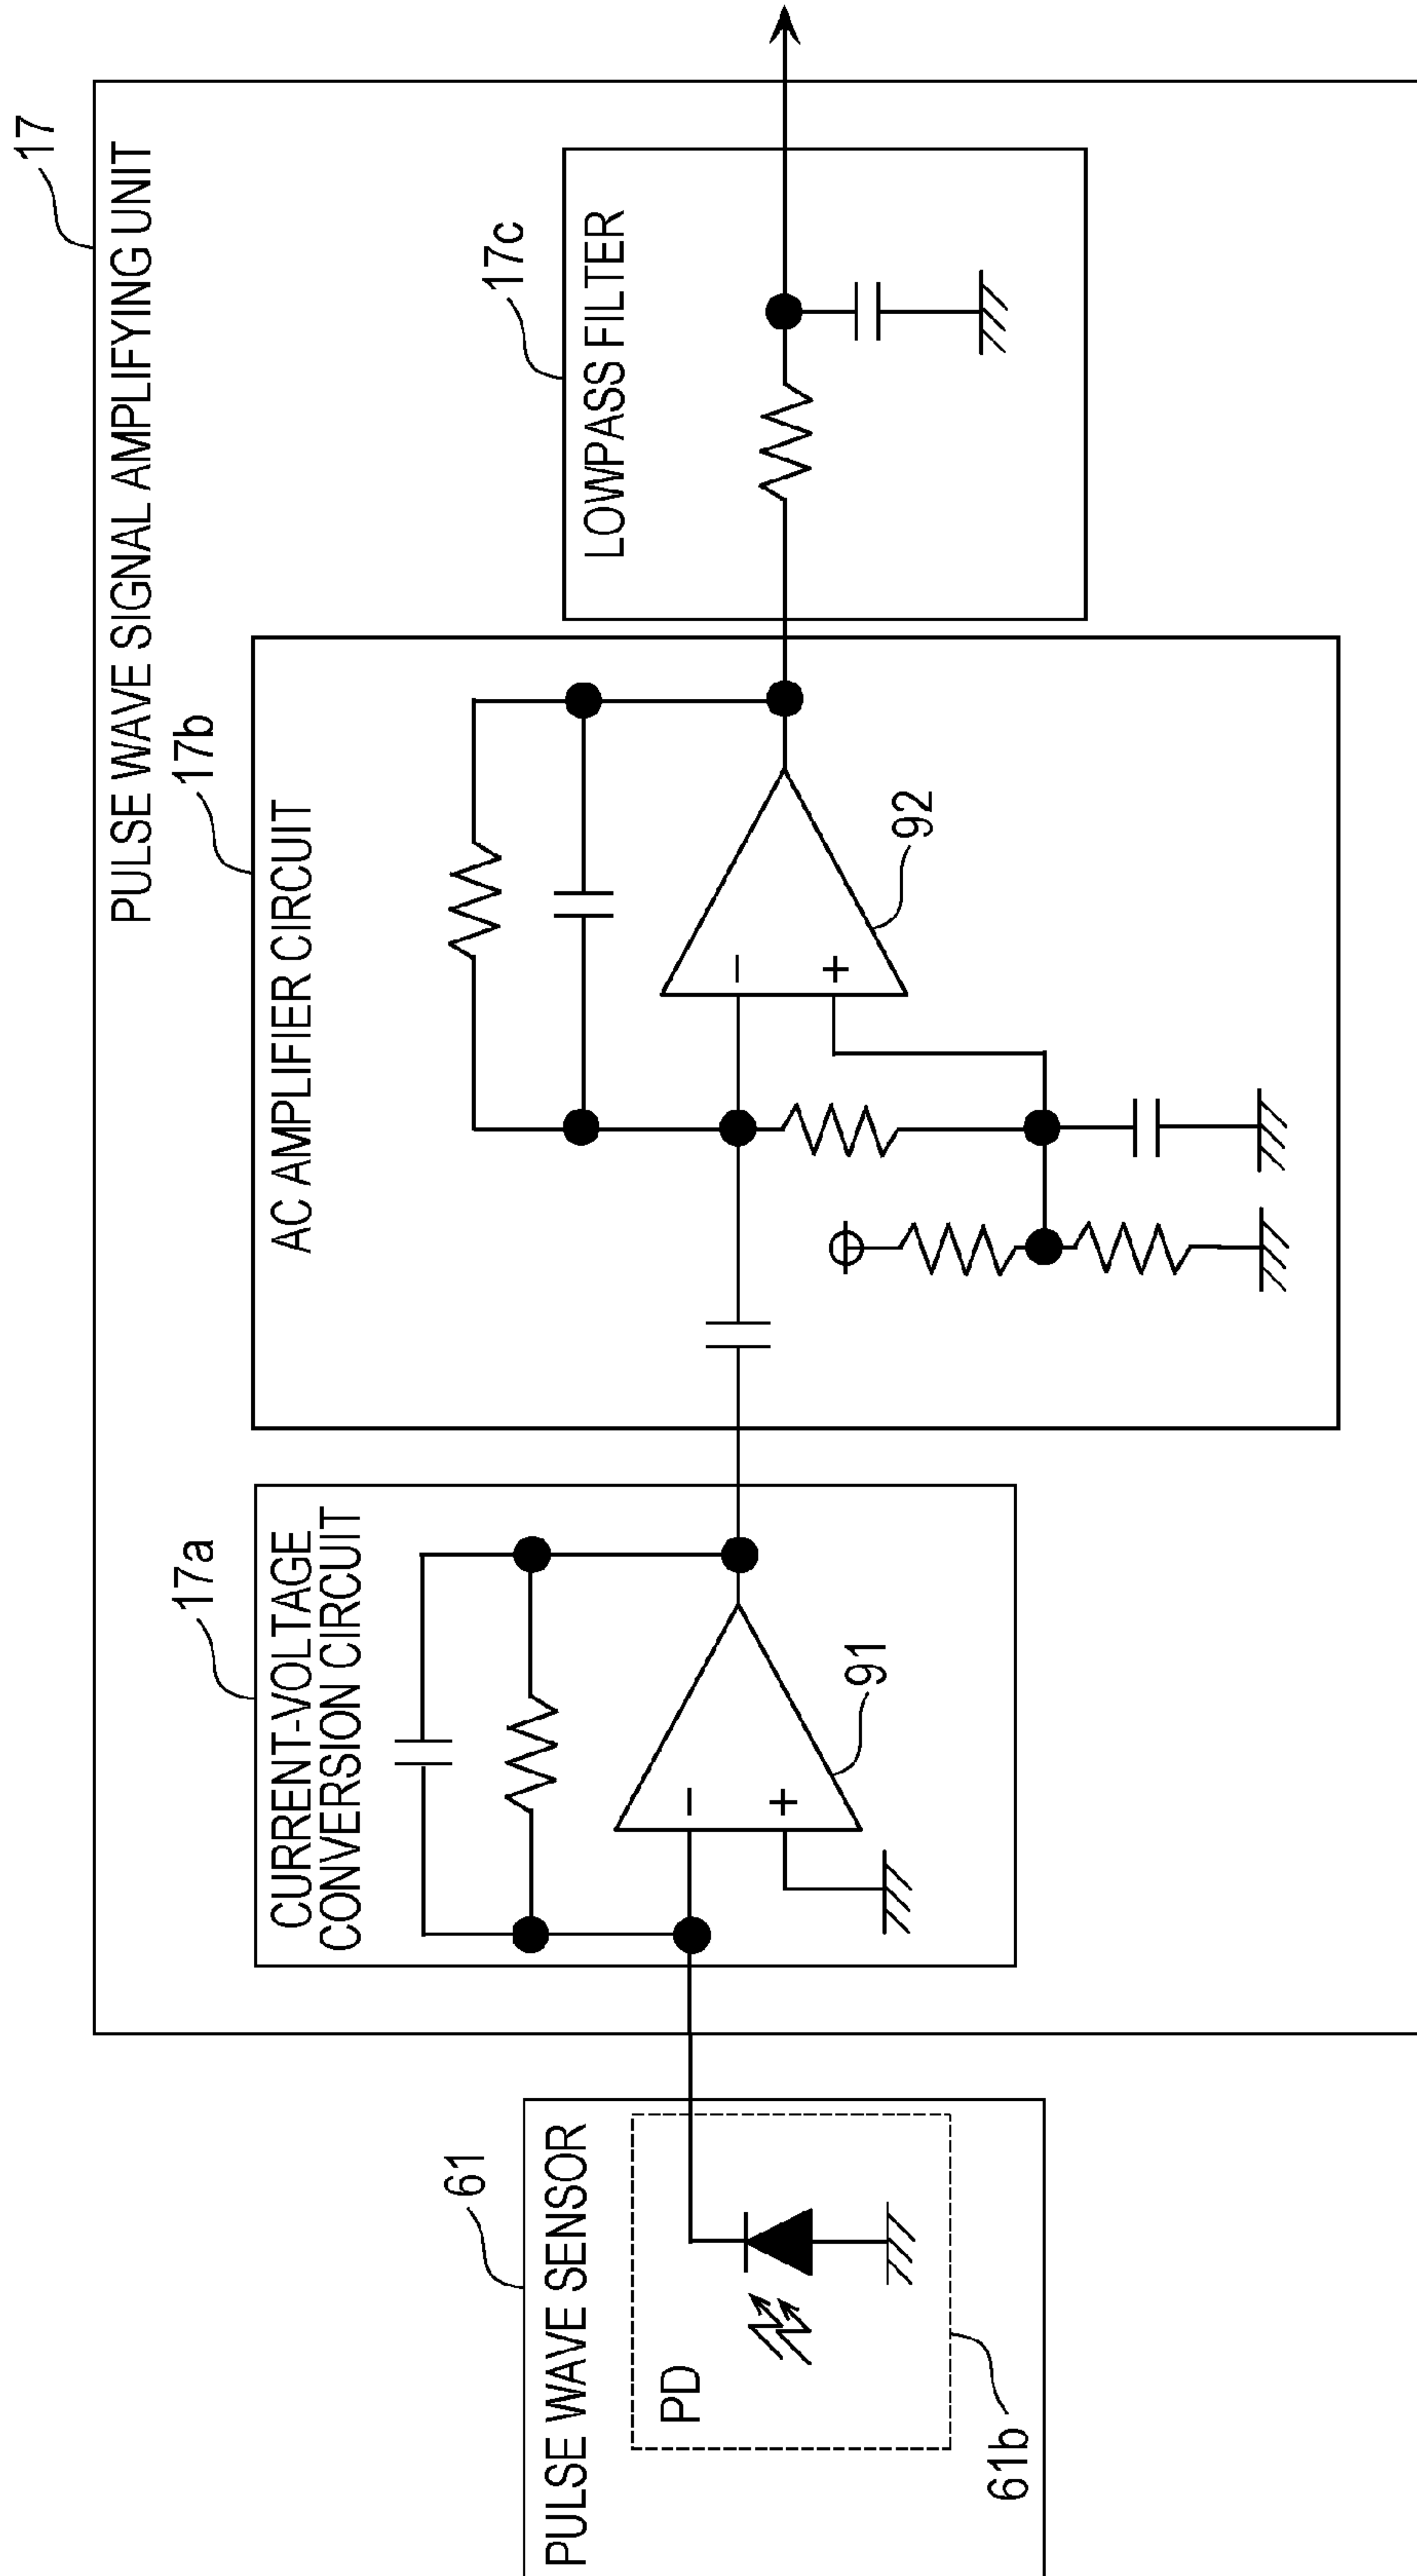 17
PULSE WAVE SIGNAL AMPLIFYING UNIT
17a
CURRENT-VOLTAGE
CONVERSION CIRCUIT
−
+
91
17b
AC AMPLIFIER CIRCUIT
−
+
92
17c
LOWPASS FILTER
61
PULSE WAVE SENSOR
PD
61b